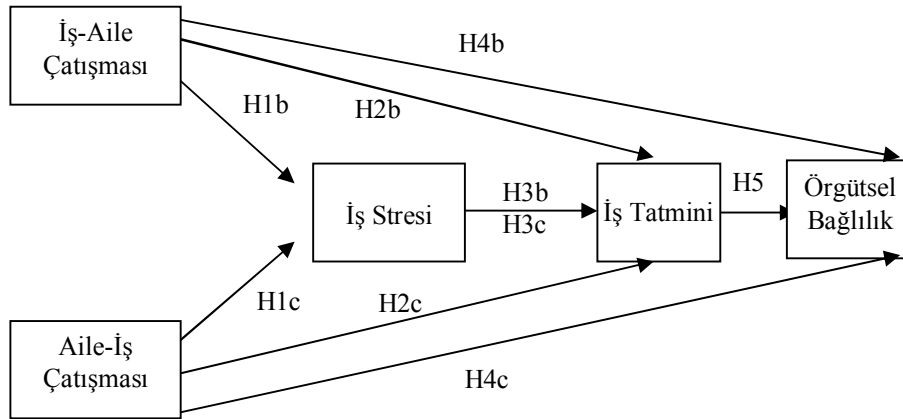 İş-Aile
Çatışması
H4b
H1b
H2b
İş Stresi
H3b
H3c
İş Tatmini
H5
Örgütsel
Bağlılık
H1c
H2c
Aile-İş
Çatışması
H4c